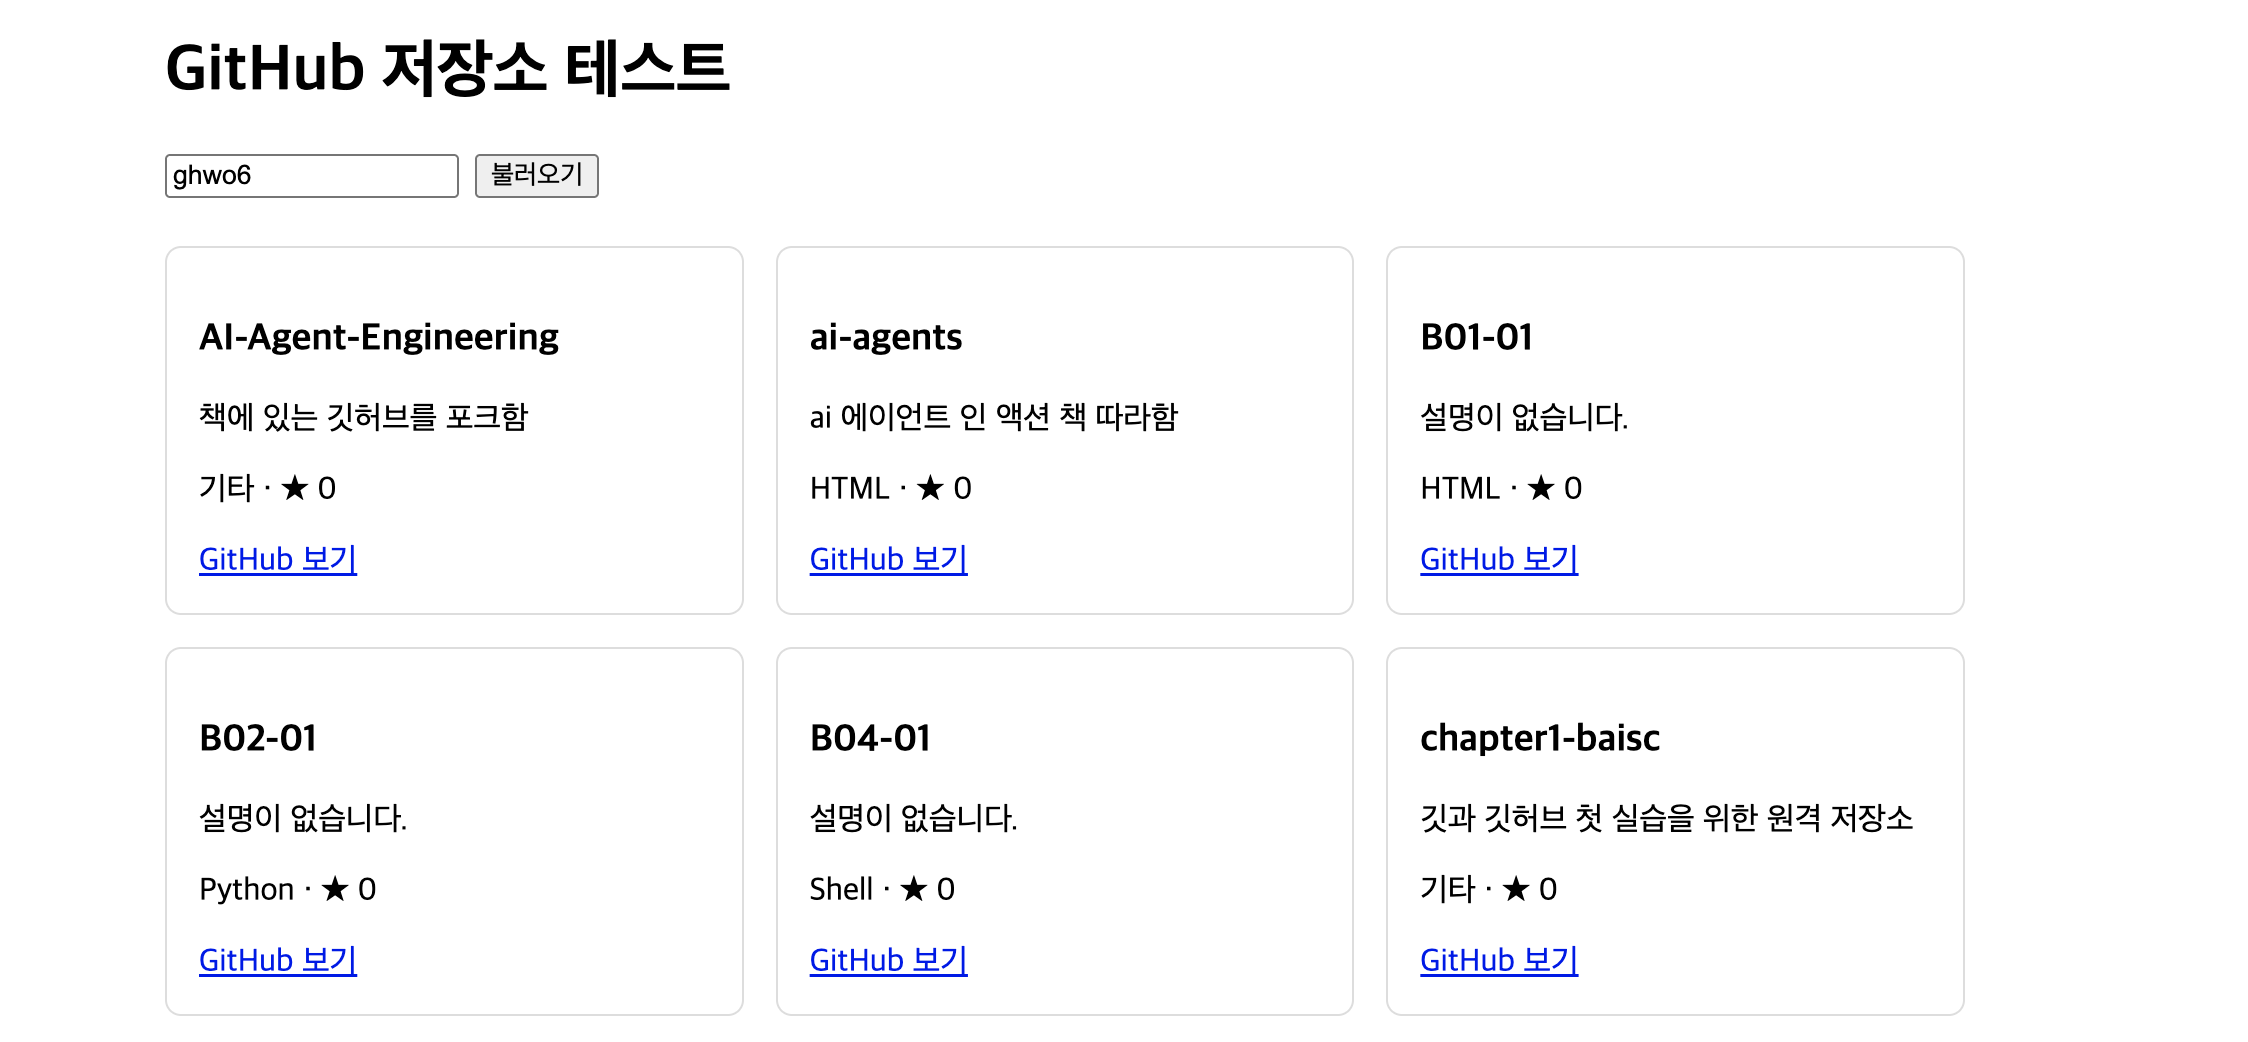 GitHub 저장소 테스트
ghwo6 불러오기
AI-Agent-Engineering
책에 있는 깃허브를 포크함
기타 · ★ 0
GitHub 보기
ai-agents
ai 에이언트 인 액션 책 따라함
HTML · ★ 0
GitHub 보기
B01-01
설명이 없습니다.
HTML · ★ 0
GitHub 보기
B02-01
설명이 없습니다.
Python · ★ 0
GitHub 보기
B04-01
설명이 없습니다.
Shell · ★ 0
GitHub 보기
chapter1-baisc
깃과 깃허브 첫 실습을 위한 원격 저장소
기타 · ★ 0
GitHub 보기